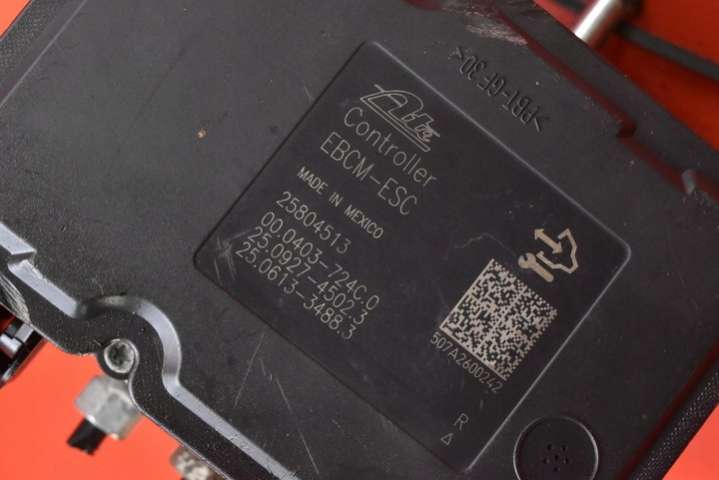 >PBT-GF30<
Ate
Controller
EBCM-ESC
MADE IN MEXICO
25804513
00.0403-724C.0
25.0927-4502.3
25.0613-3488.3
507A2600242
R